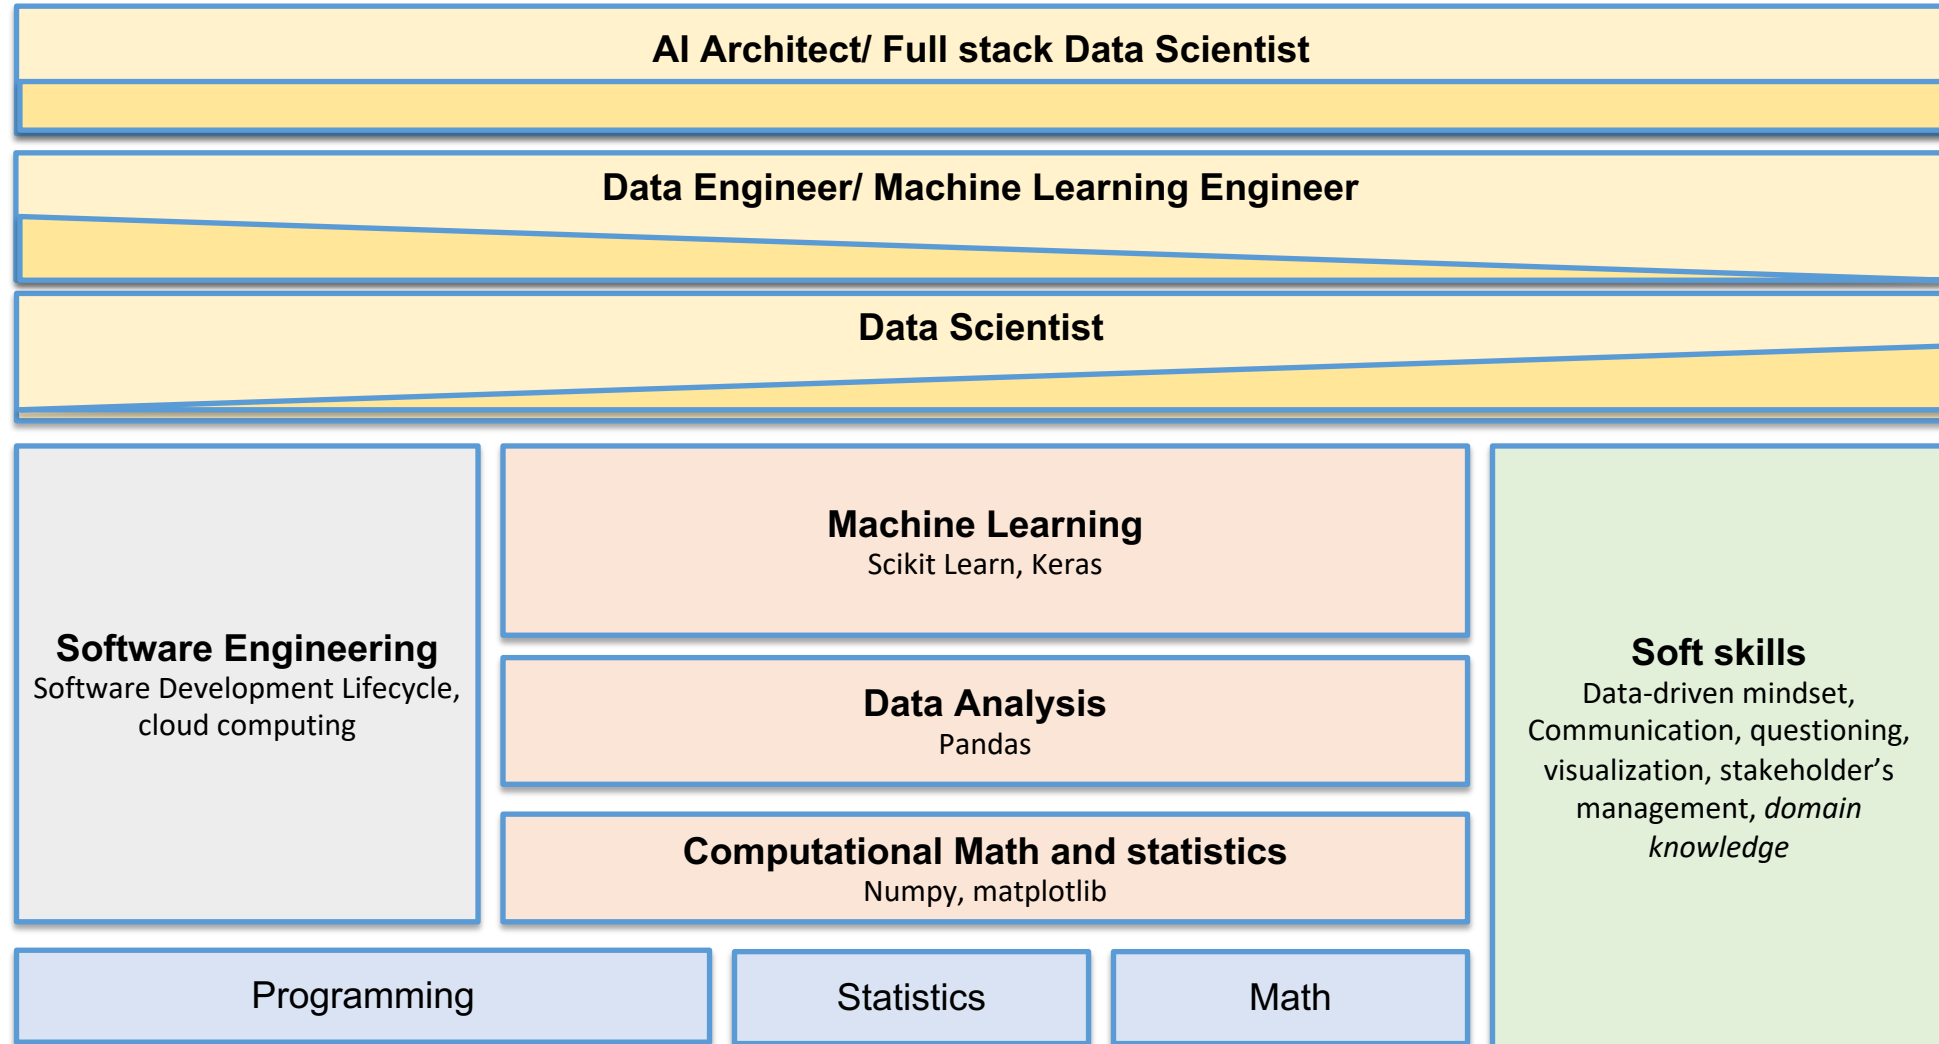 AI Architect/ Full stack Data Scientist
Data Engineer/ Machine Learning Engineer
Data Scientist
Software Engineering
Software Development Lifecycle,
cloud computing
Machine Learning
Scikit Learn, Keras
Data Analysis
Pandas
Computational Math and statistics
Numpy, matplotlib
Soft skills
Data-driven mindset,
Communication, questioning,
visualization, stakeholder’s
management, domain
knowledge
Programming
Statistics
Math